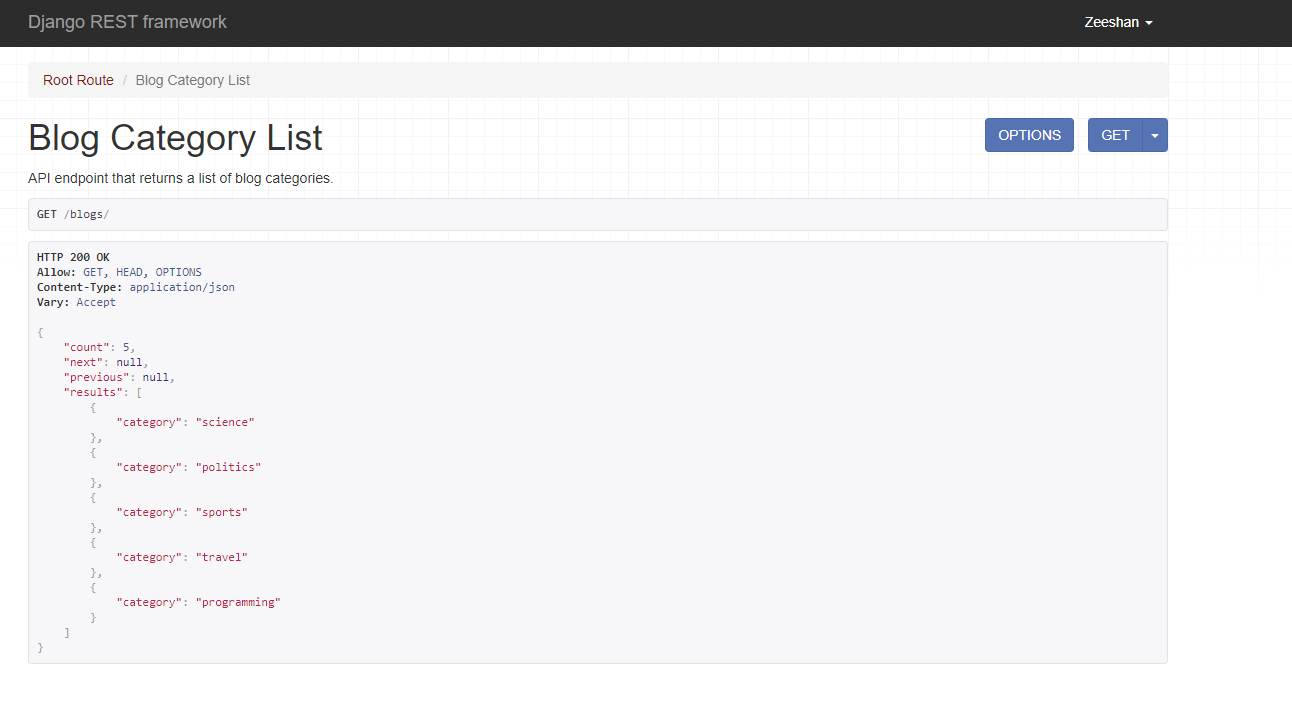 Django REST framework
Zeeshan
Root Route / Blog Category List
Blog Category List
OPTIONS
GET
API endpoint that returns a list of blog categories.
GET /blogs/
HTTP 200 OK
Allow: GET, HEAD, OPTIONS
Content-Type: application/json
Vary: Accept
{
    "count": 5,
    "next": null,
    "previous": null,
    "results": [
        {
            "category": "science"
        },
        {
            "category": "politics"
        },
        {
            "category": "sports"
        },
        {
            "category": "travel"
        },
        {
            "category": "programming"
        }
    ]
}